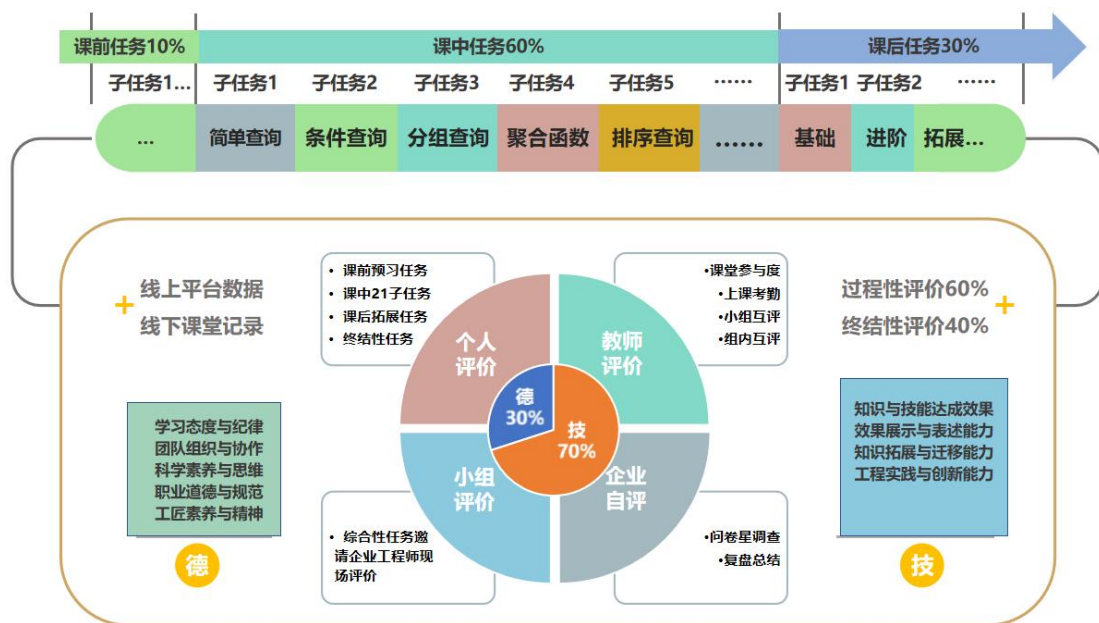 课前任务10%
课中任务60%
课后任务30%
子任务1...
子任务1
子任务2
子任务3
子任务4
子任务5
……
子任务1
子任务2
……
...
简单查询
条件查询
分组查询
聚合函数
排序查询
……
基础
进阶
拓展...
+
线上平台数据
线下课堂记录
• 课前预习任务
• 课中21子任务
• 课后拓展任务
• 终结性任务
•课堂参与度
•上课考勤
•小组互评
•组内互评
过程性评价60%
终结性评价40%
+
个人
评价
教师
评价
德
30%
技
70%
小组
评价
企业
自评
学习态度与纪律
团队组织与协作
科学素养与思维
职业道德与规范
工匠素养与精神
德
• 综合性任务邀
请企业工程师现
场评价
•问卷星调查
•复盘总结
知识与技能达成效果
效果展示与表述能力
知识拓展与迁移能力
工程实践与创新能力
技